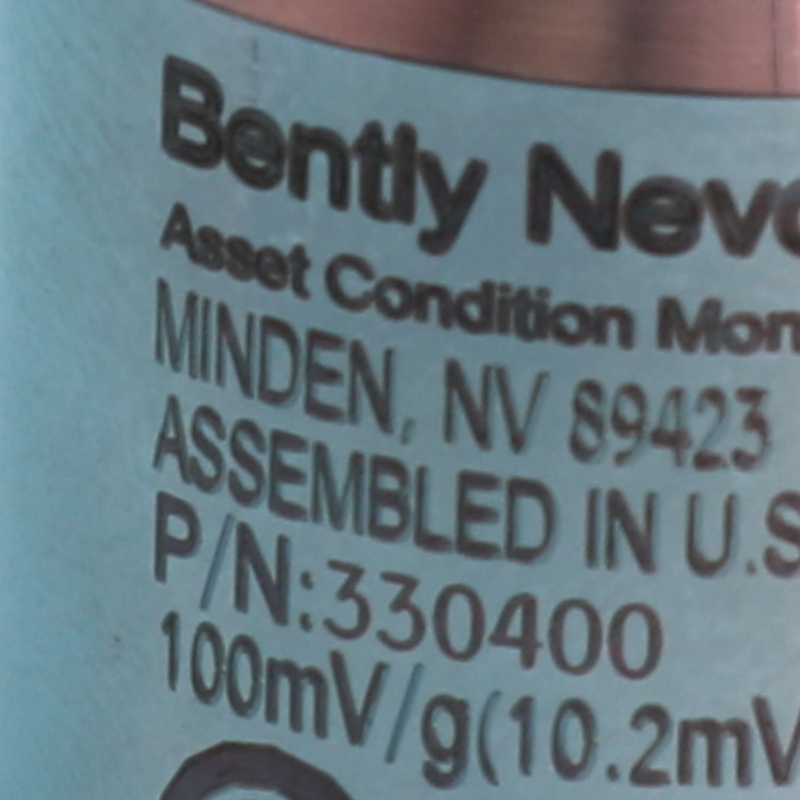 Bently Neva
Asset Condition Mon
MINDEN, NV 89423
ASSEMBLED IN U.S
P/N:330400
100mV/g(10.2mV